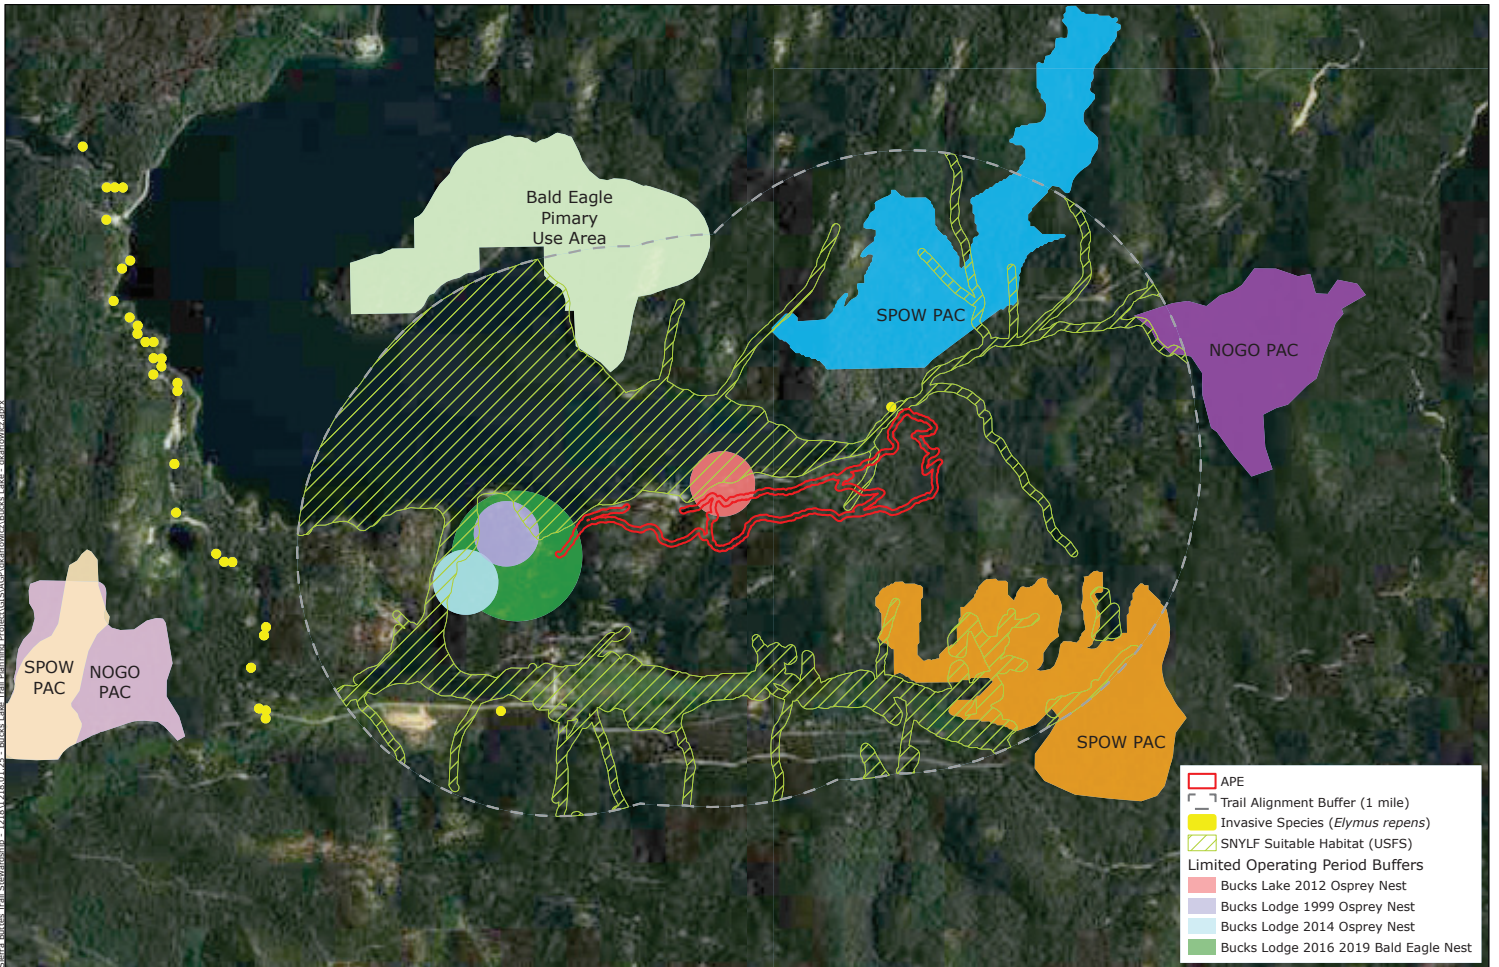 Bald Eagle
Pimary
Use Area
SPOW PAC
NOGO PAC
SPOW
PAC
NOGO
PAC
SPOW PAC
APE
Trail Alignment Buffer (1 mile)
Invasive Species (Elymus repens)
SNYLF Suitable Habitat (USFS)
Limited Operating Period Buffers
Bucks Lake 2012 Osprey Nest
Bucks Lodge 1999 Osprey Nest
Bucks Lodge 2014 Osprey Nest
Bucks Lodge 2016 2019 Bald Eagle Nest